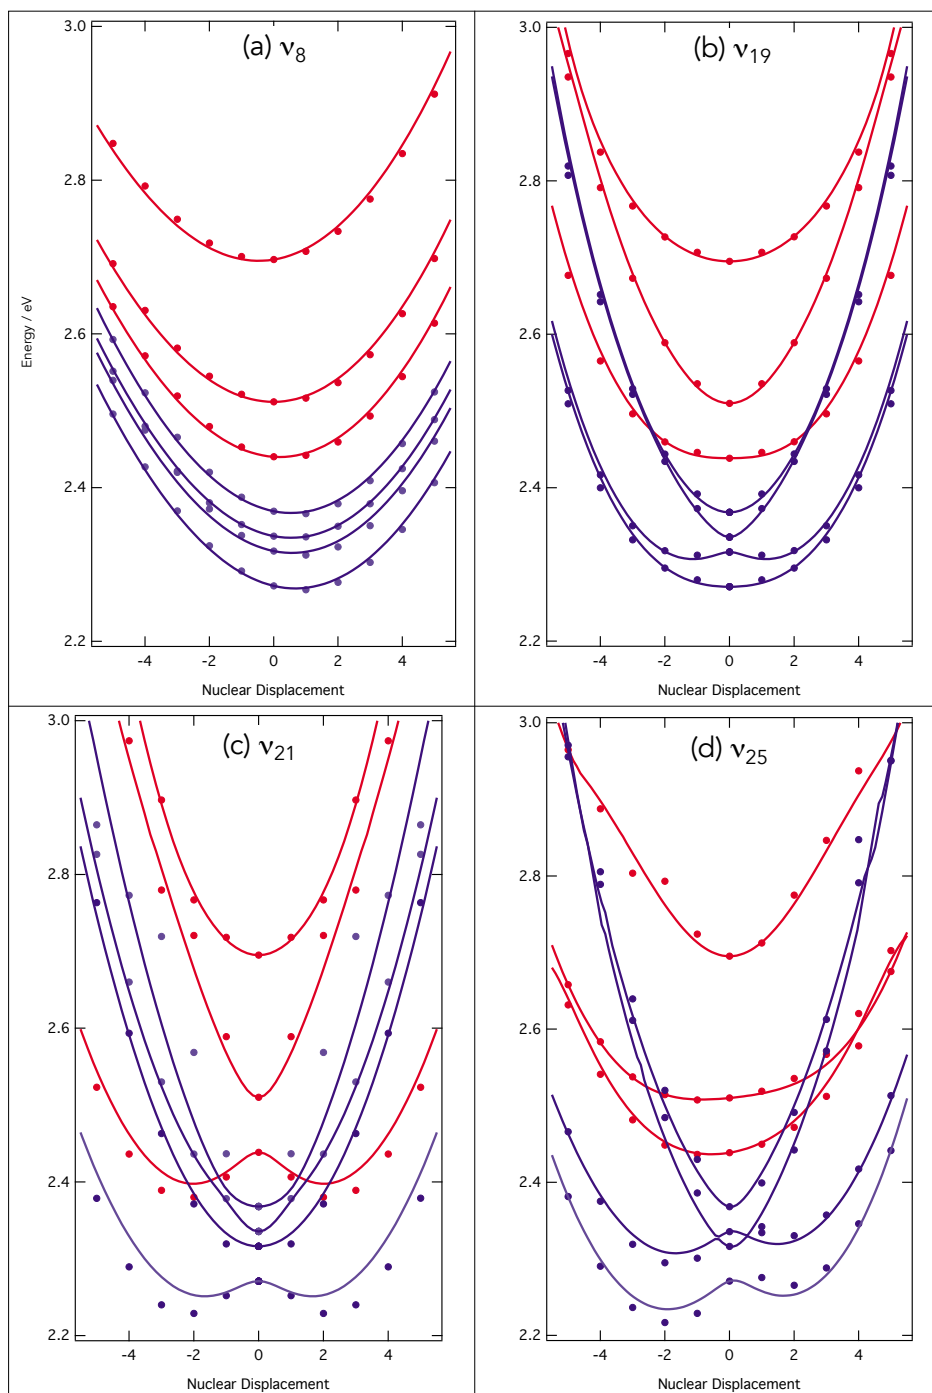 (a) ν8
3.0
2.8
2.6
2.4
2.2
Energy / eV
-4 -2 0 2 4
Nuclear Displacement
(b) ν19
3.0
2.8
2.6
2.4
2.2
-4 -2 0 2 4
Nuclear Displacement
(c) ν21
3.0
2.8
2.6
2.4
2.2
-4 -2 0 2 4
Nuclear Displacement
(d) ν25
3.0
2.8
2.6
2.4
2.2
-4 -2 0 2 4
Nuclear Displacement